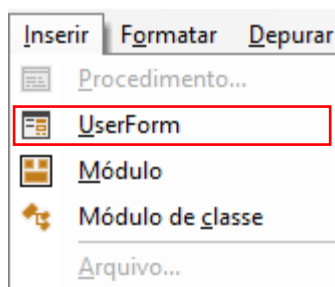 Inserir Formatar Depurar
Procedimento...
UserForm
Módulo
Módulo de classe
Arquivo...